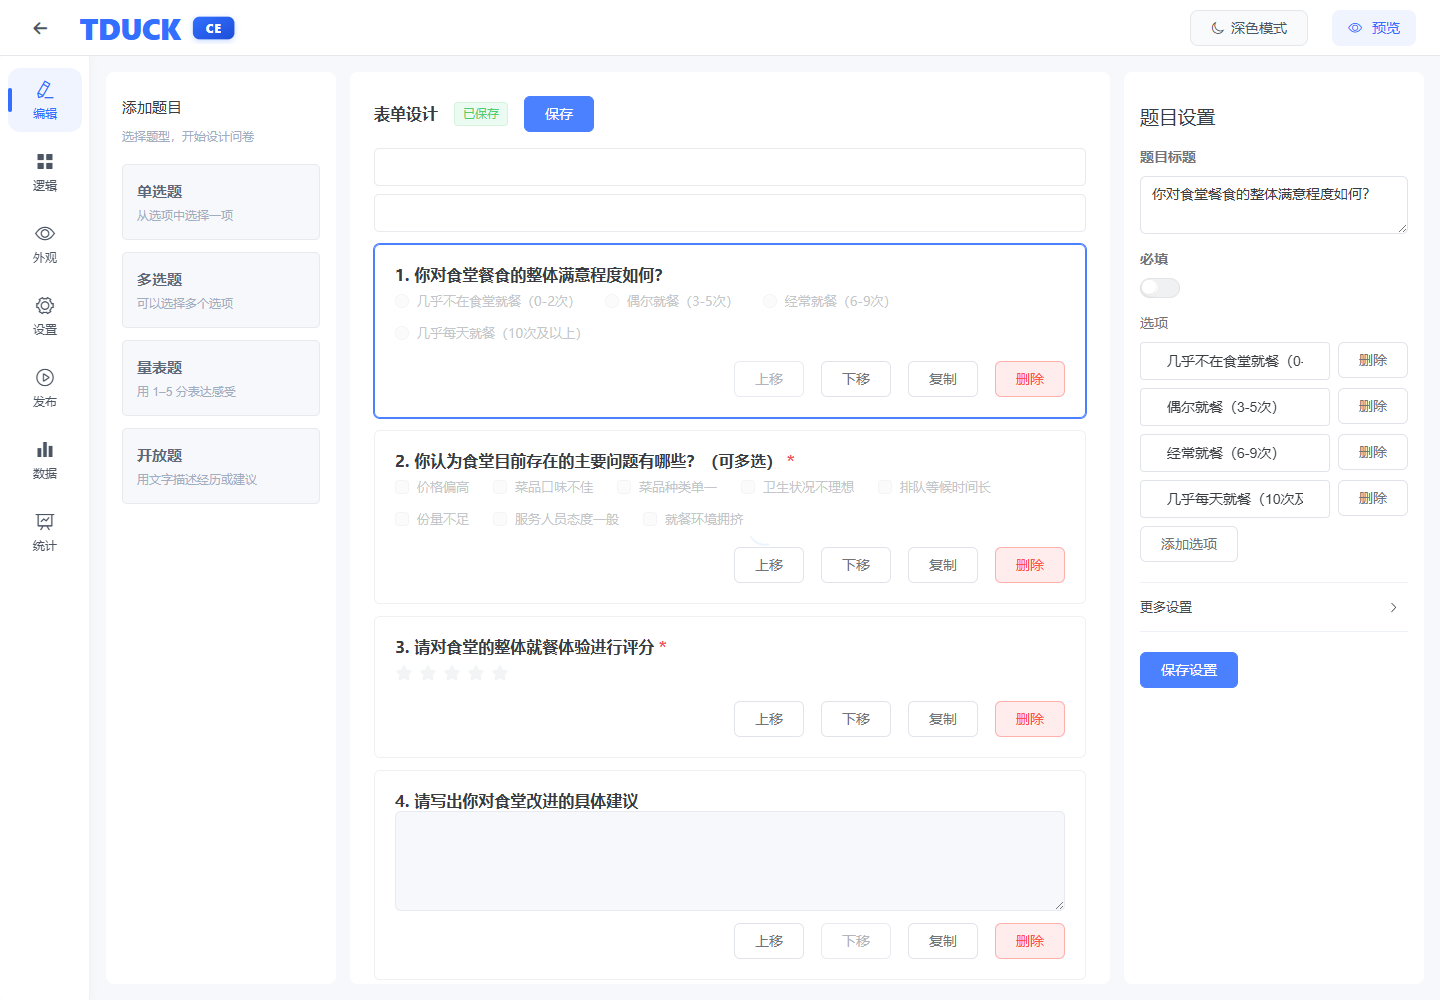 TDUCK CE
深色模式
预览
编辑
逻辑
外观
设置
发布
数据
统计
添加题目
选择题型，开始设计问卷
单选题
从选项中选择一项
多选题
可以选择多个选项
量表题
用 1–5 分表达感受
开放题
用文字描述经历或建议
表单设计 已保存 保存
1. 你对食堂餐食的整体满意程度如何？
几乎不在食堂就餐（0-2次） 偶尔就餐（3-5次） 经常就餐（6-9次）
几乎每天就餐（10次及以上）
上移 下移 复制 删除
2. 你认为食堂目前存在的主要问题有哪些？（可多选） *
价格偏高 菜品口味不佳 菜品种类单一 卫生状况不理想 排队等候时间长
份量不足 服务人员态度一般 就餐环境拥挤
上移 下移 复制 删除
3. 请对食堂的整体就餐体验进行评分 *
上移 下移 复制 删除
4. 请写出你对食堂改进的具体建议
上移 下移 复制 删除
题目设置
题目标题
你对食堂餐食的整体满意程度如何？
必填
选项
几乎不在食堂就餐（0- 删除
偶尔就餐（3-5次） 删除
经常就餐（6-9次） 删除
几乎每天就餐（10次及 删除
添加选项
更多设置
保存设置